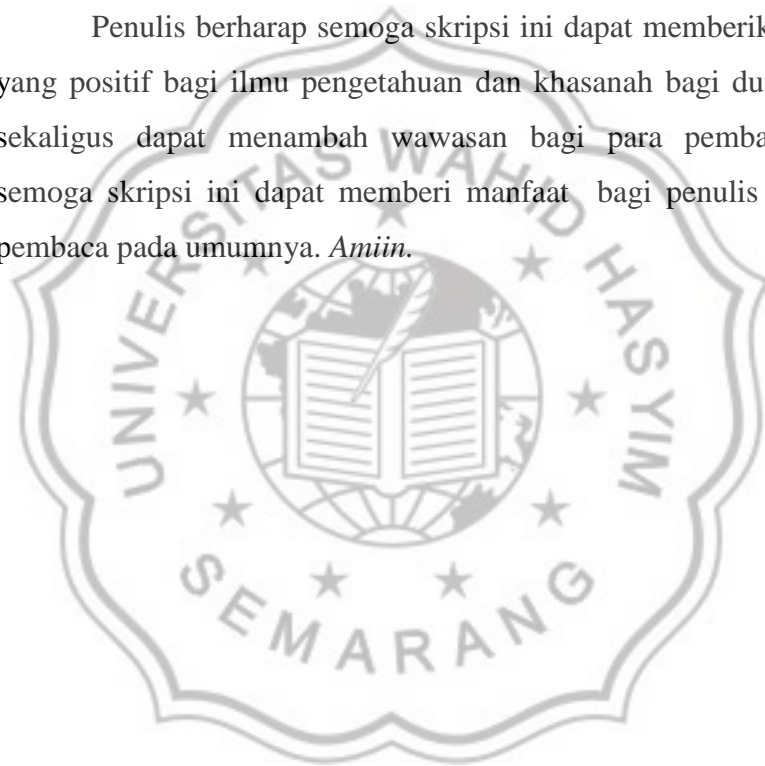 Penulis berharap semoga skripsi ini dapat memberik
yang positif bagi ilmu pengetahuan dan khasanah bagi du
sekaligus dapat menambah wawasan bagi para pemba
semoga skripsi ini dapat memberi manfaat bagi penulis
pembaca pada umumnya. Amiin.
UNIVERSITAS WAHID HASYIM
SEMARANG